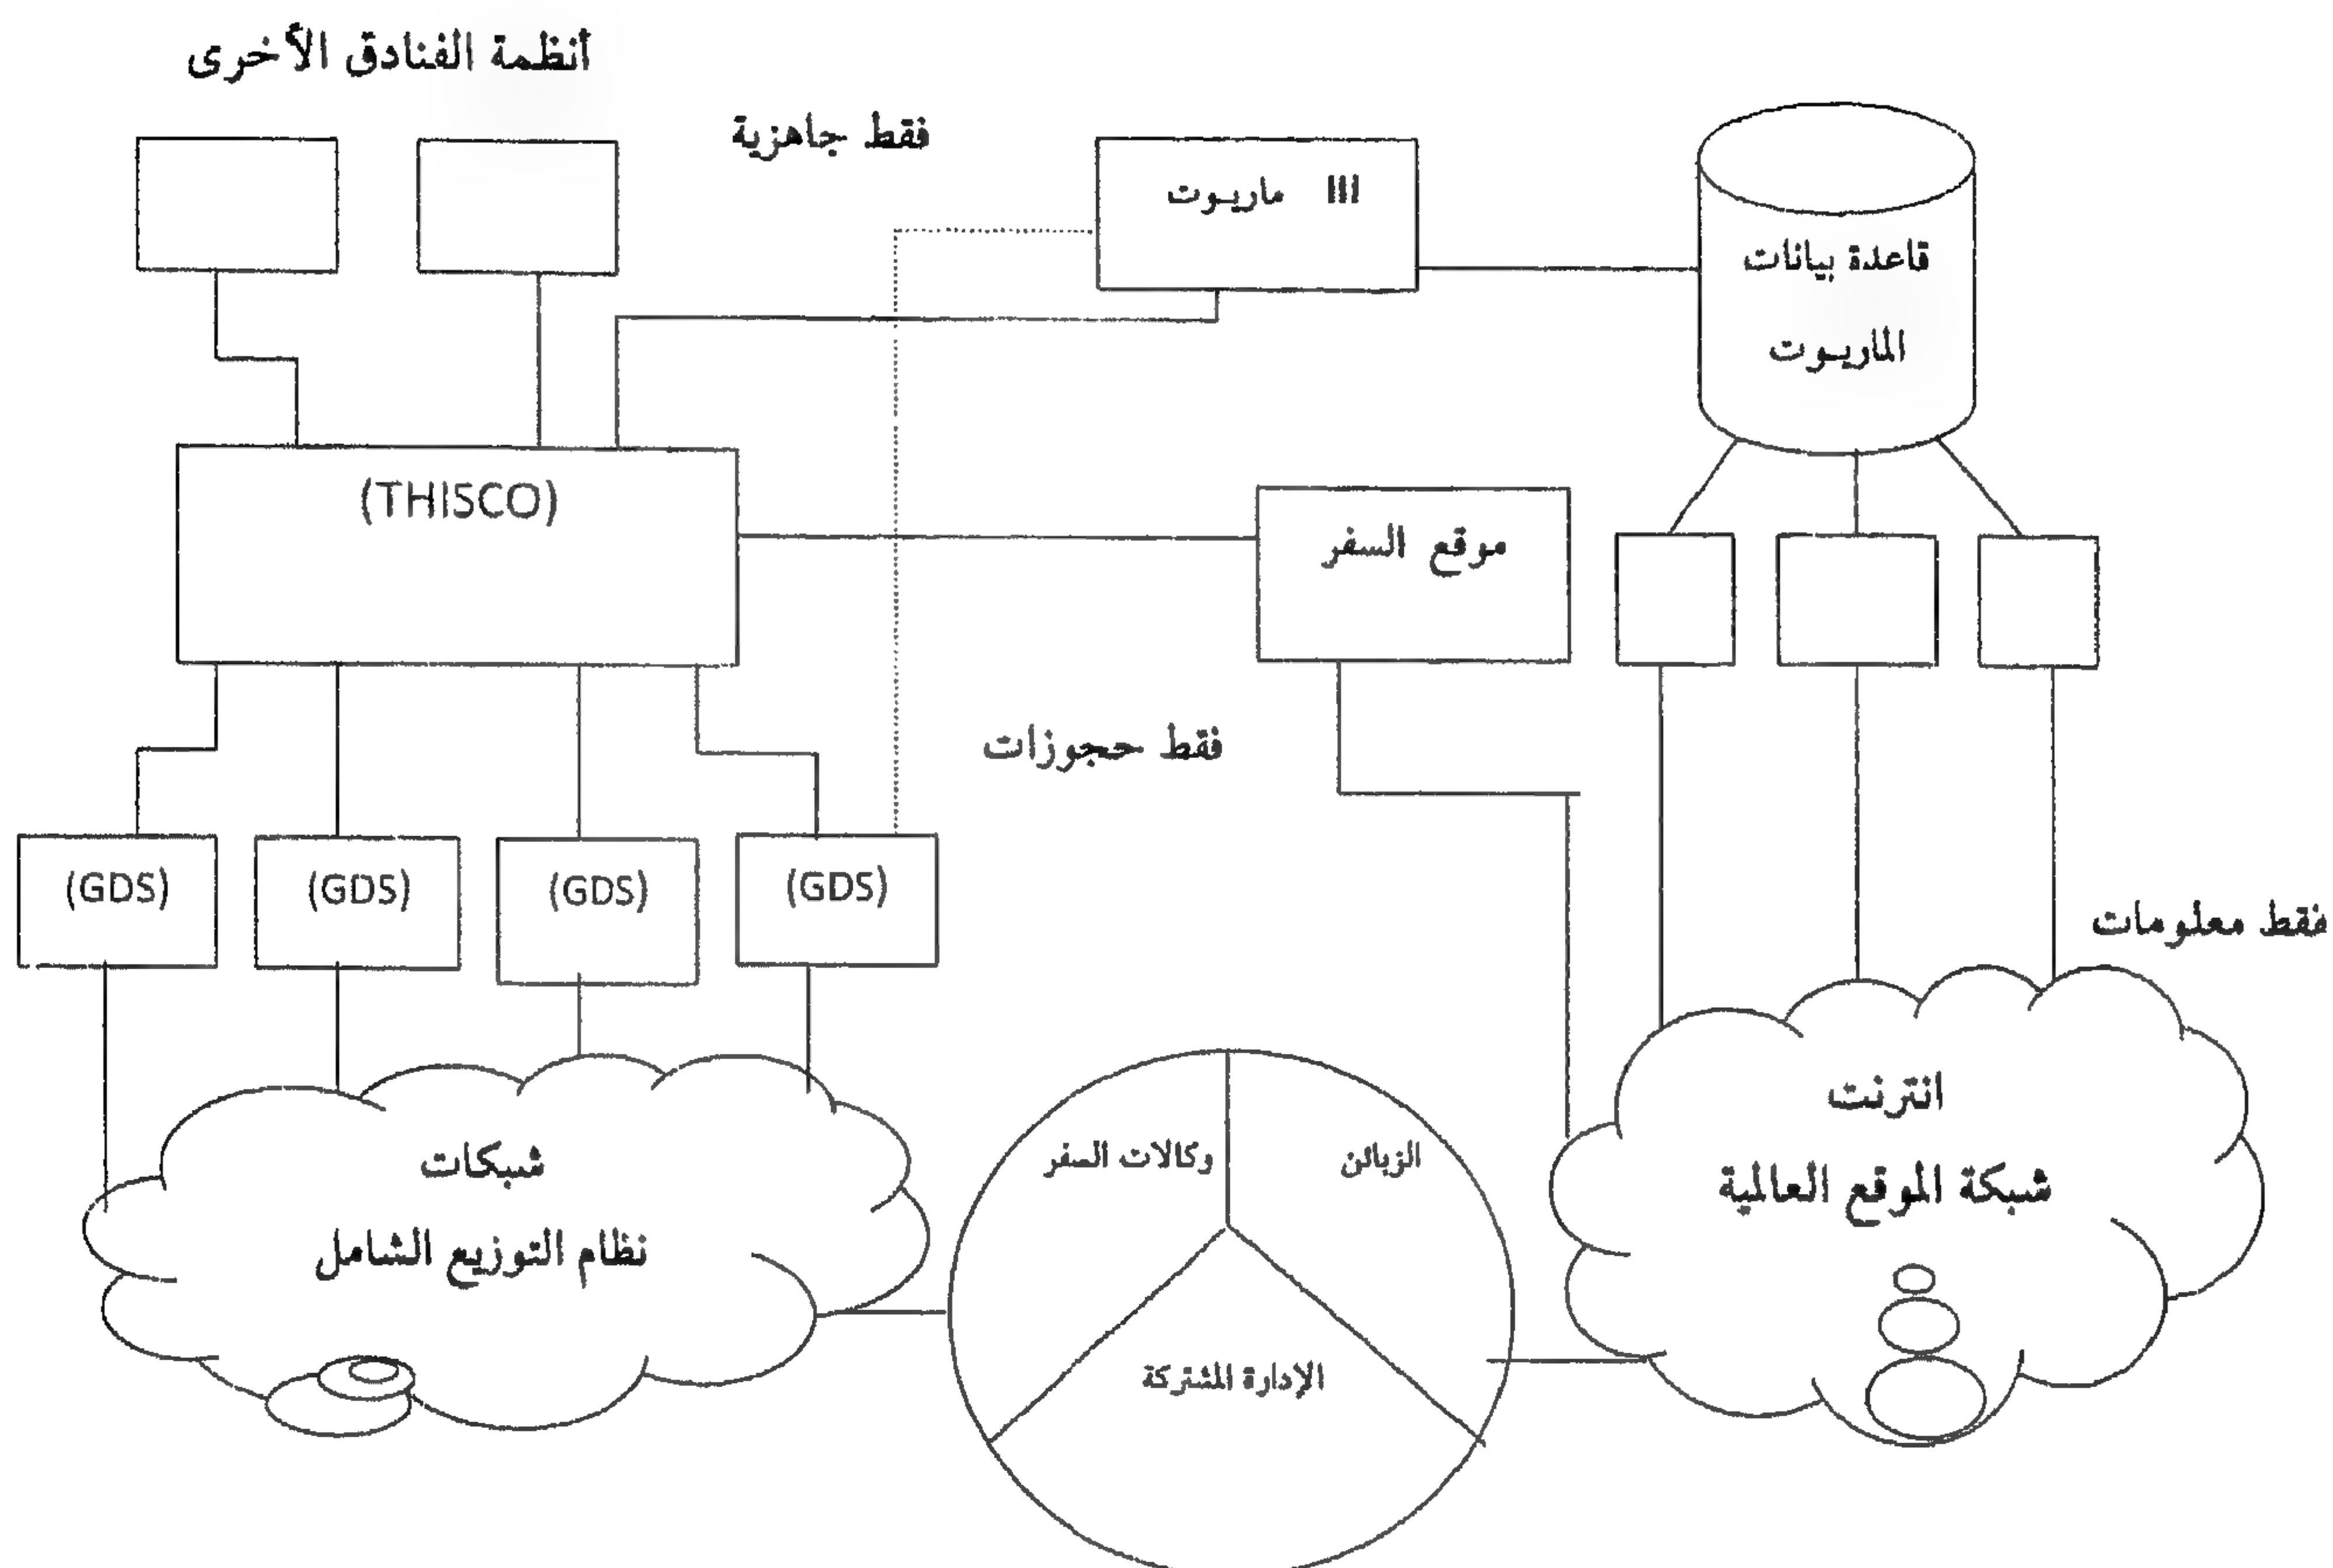 أنظمة الفنادق الأخرى
فقط جاهزية
III ماريوت
قاعدة بيانات
الماريوت
(THISCO)
موقع السفر
فقط حجوزات
(GDS)
(GDS)
(GDS)
(GDS)
فقط معلومات
انترنت
شبكة الموقع العالمية
شبكات
نظام التوزيع الشامل
الزبائن
وكالات السفر
الإدارة المشتركة